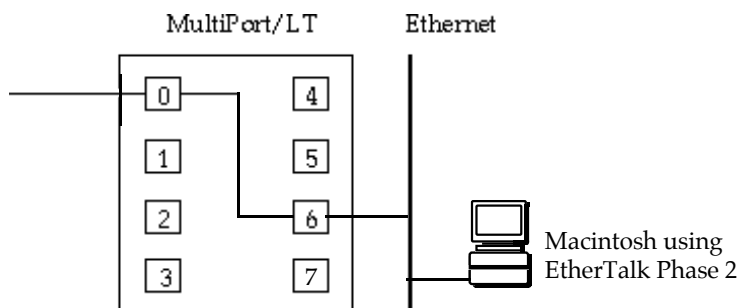 MultiPort/LT Ethernet
0 4
1 5
2 6
3 7
Macintosh using
EtherTalk Phase 2